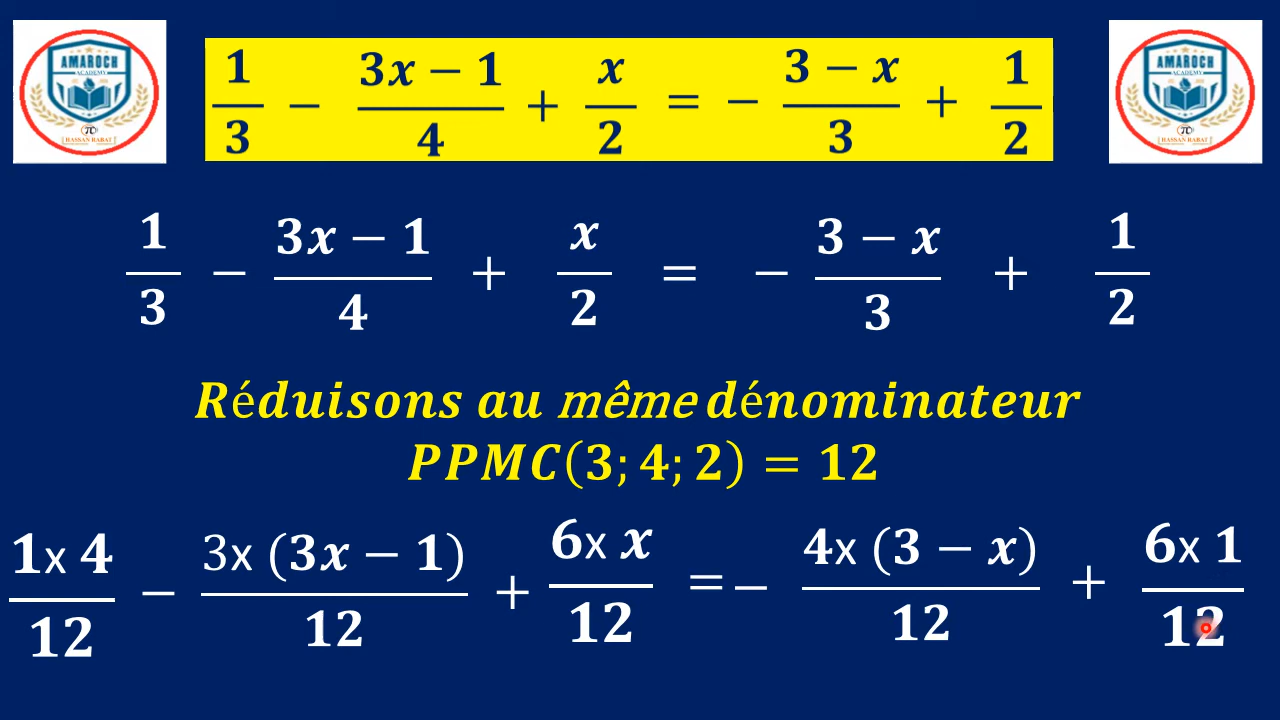 AMAROCH
ACADEMY
HASSAN RABAT
1/3 − (3x − 1)/4 + x/2 = − (3 − x)/3 + 1/2
AMAROCH
ACADEMY
HASSAN RABAT
1/3 − (3x − 1)/4 + x/2 = − (3 − x)/3 + 1/2
Réduisons au même dénominateur
PPMC(3; 4; 2) = 12
(1x 4)/12 − (3x (3x − 1))/12 + (6x x)/12 = − (4x (3 − x))/12 + (6x 1)/12